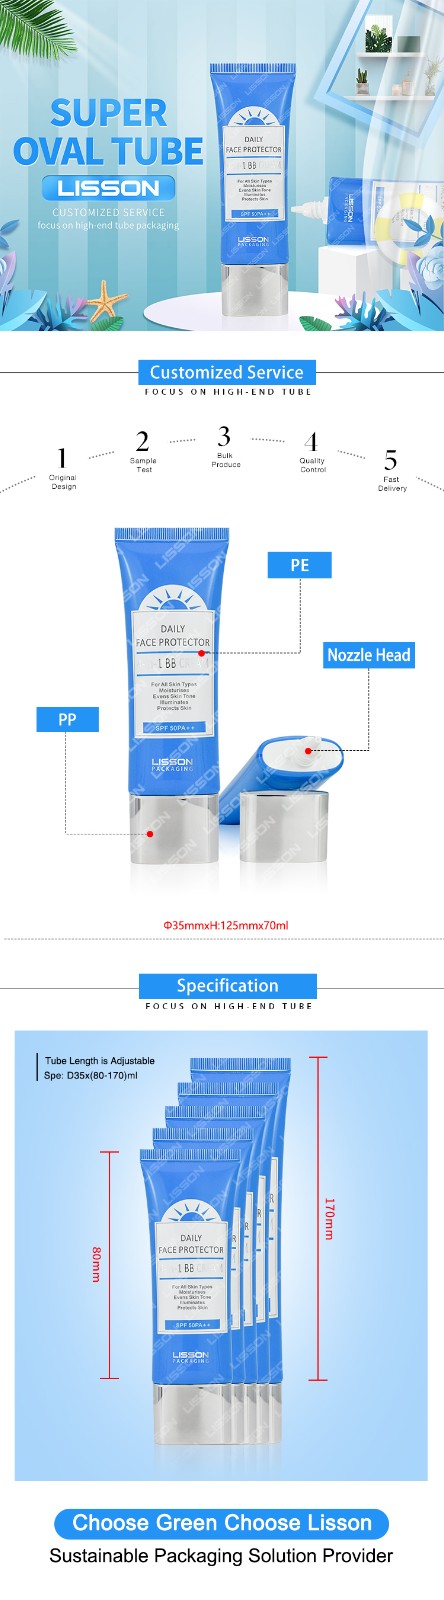 SUPER
OVAL TUBE
LISSON
CUSTOMIZED SERVICE
focus on high-end tube packaging
DAILY
FACE PROTECTOR
1 BB
For All Skin Types
Moisturises
Evens Skin Tone
Illuminates
Protects Skin
SPF 50PA++
LISSON
PACKAGING
LISSON
Customized Service
FOCUS ON HIGH-END TUBE
1
Original
Design
2
Sample
Test
3
Bulk
Produce
4
Quality
Control
5
Fast
Delivery
PE
Nozzle Head
PP
DAILY
FACE PROTECTOR
1 BB
For All Skin Types
Moisturises
Evens Skin Tone
Illuminates
Protects Skin
SPF 50PA++
LISSON
PACKAGING
Φ35mmxH:125mmx70ml
Specification
FOCUS ON HIGH-END TUBE
Tube Length is Adjustable
Spe: D35x(80-170)ml
80mm
170mm
DAILY
FACE PROTECTOR
1 BB
For All Skin Types
Moisturises
Evens Skin Tone
Illuminates
Protects Skin
SPF 50PA++
LISSON
PACKAGING
Choose Green Choose Lisson
Sustainable Packaging Solution Provider